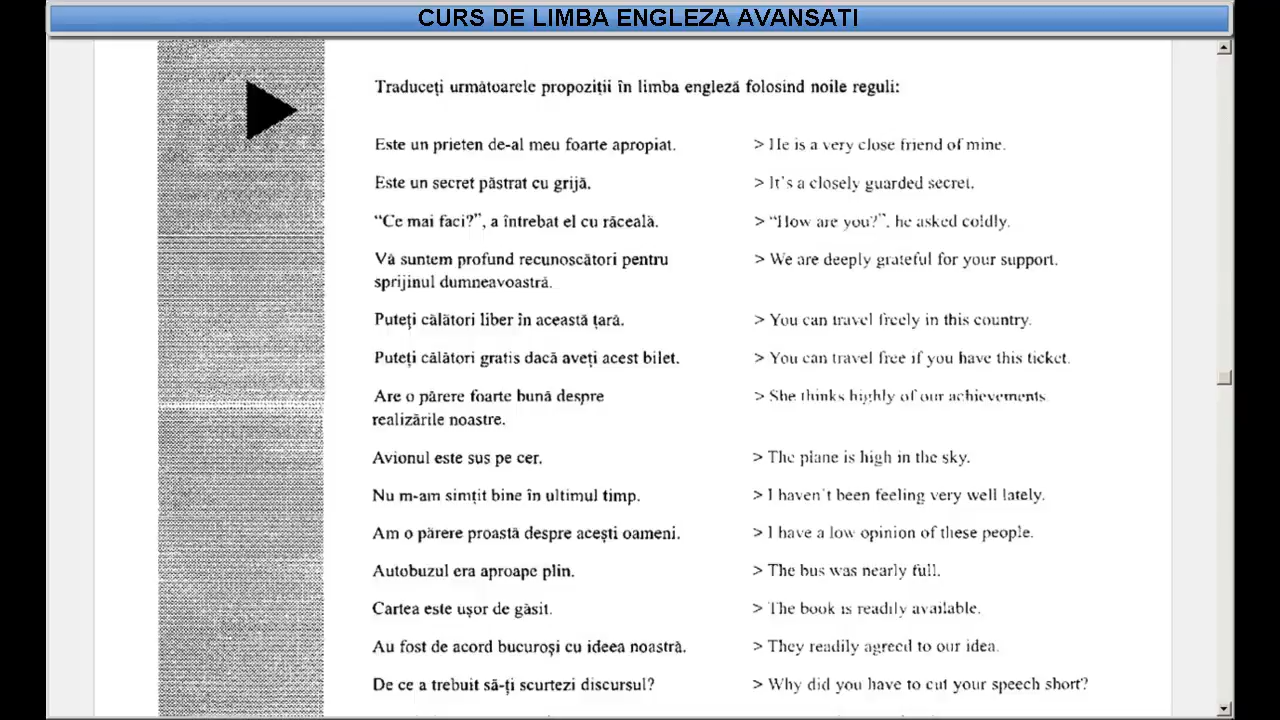 CURS DE LIMBA ENGLEZA AVANSATI
Traduceți următoarele propoziții în limba engleză folosind noile reguli:
Este un prieten de-al meu foarte apropiat. > He is a very close friend of mine.
Este un secret păstrat cu grijă. > It's a closely guarded secret.
“Ce mai faci?”, a întrebat el cu răceală. > “How are you?”, he asked coldly.
Vă suntem profund recunoscători pentru > We are deeply grateful for your support.
sprijinul dumneavoastră.
Puteți călători liber în această țară. > You can travel freely in this country.
Puteți călători gratis dacă aveți acest bilet. > You can travel free if you have this ticket.
Are o părere foarte bună despre > She thinks highly of our achievements.
realizările noastre.
Avionul este sus pe cer. > The plane is high in the sky.
Nu m-am simțit bine în ultimul timp. > I haven't been feeling very well lately.
Am o părere proastă despre acești oameni. > I have a low opinion of these people.
Autobuzul era aproape plin. > The bus was nearly full.
Cartea este ușor de găsit. > The book is readily available.
Au fost de acord bucuroși cu ideea noastră. > They readily agreed to our idea.
De ce a trebuit să-ți scurtezi discursul? > Why did you have to cut your speech short?